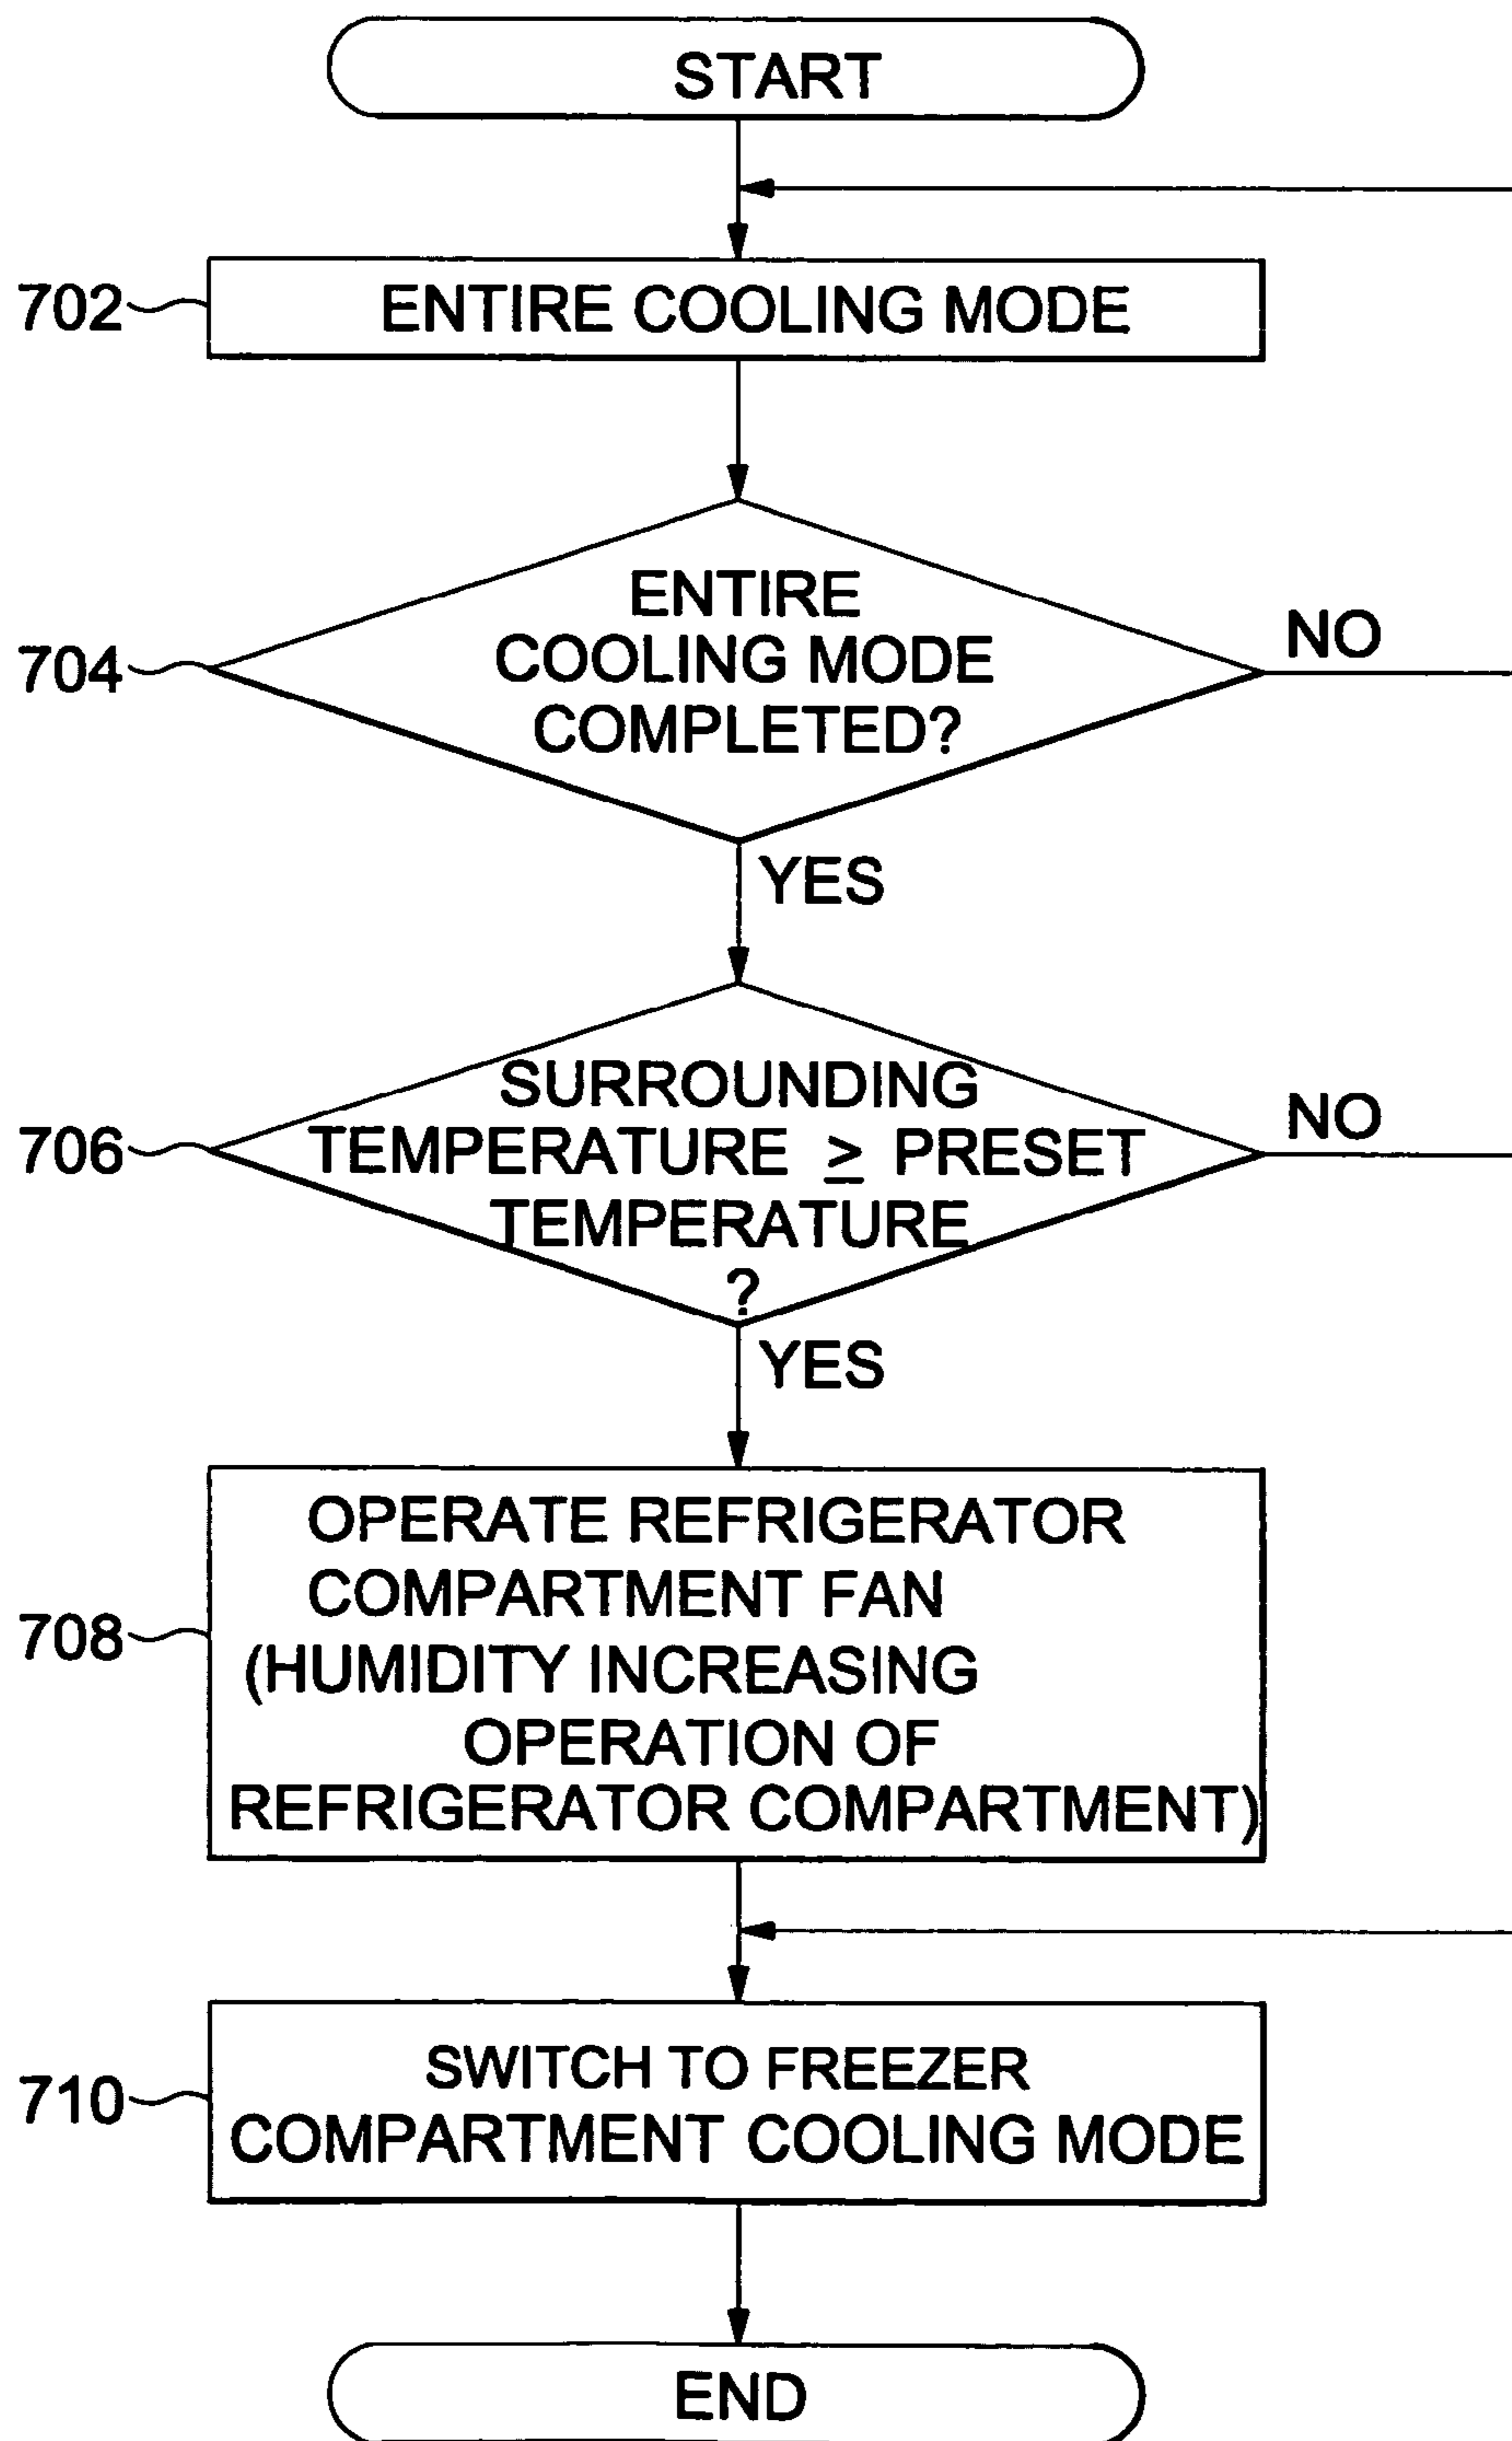 START
702
ENTIRE COOLING MODE
704
ENTIRE
COOLING MODE
COMPLETED?
NO
YES
706
SURROUNDING
TEMPERATURE ≥ PRESET
TEMPERATURE
?
NO
YES
708
OPERATE REFRIGERATOR
COMPARTMENT FAN
(HUMIDITY INCREASING
OPERATION OF
REFRIGERATOR COMPARTMENT)
710
SWITCH TO FREEZER
COMPARTMENT COOLING MODE
END